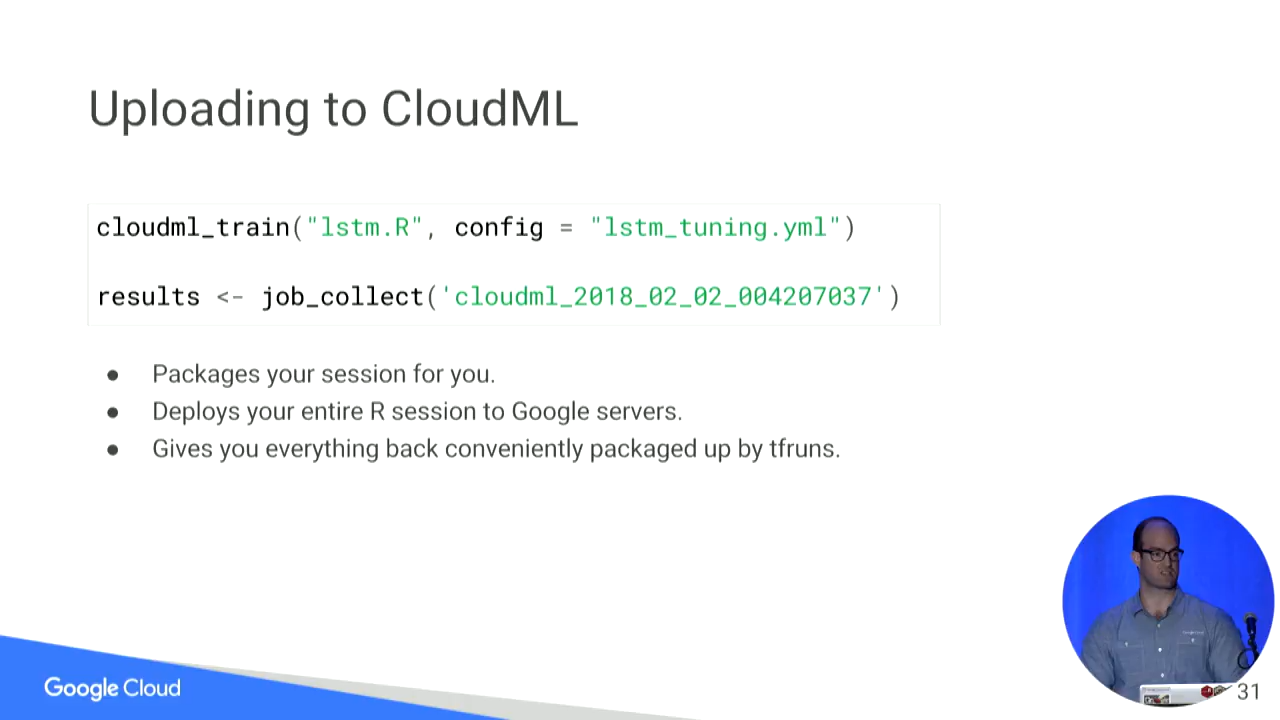 Uploading to CloudML
cloudml_train("lstm.R", config = "lstm_tuning.yml")
results <- job_collect('cloudml_2018_02_02_004207037')
● Packages your session for you.
● Deploys your entire R session to Google servers.
● Gives you everything back conveniently packaged up by tfruns.
Google Cloud
31